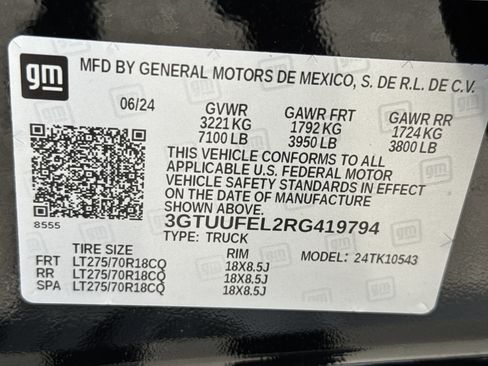 gm
MFD BY GENERAL MOTORS DE MEXICO, S. DE R.L. DE C.V.
06/24 GVWR GAWR FRT GAWR RR
3221 KG 1792 KG 1724 KG
7100 LB 3950 LB 3800 LB
THIS VEHICLE CONFORMS TO ALL
APPLICABLE U.S. FEDERAL MOTOR
VEHICLE SAFETY STANDARDS IN EFFECT
ON THE DATE OF MANUFACTURE
SHOWN ABOVE.
8555
3GTUUFEL2RG419794
TYPE: TRUCK
TIRE SIZE RIM MODEL: 24TK10543
FRT LT275/70R18CQ 18X8.5J
RR LT275/70R18CQ 18X8.5J
SPA LT275/70R18CQ 18X8.5J